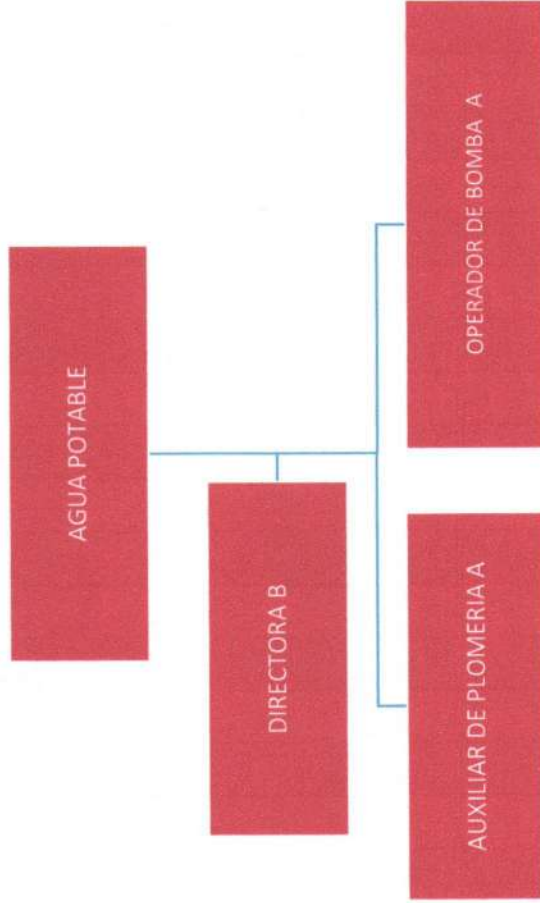 AGUA POTABLE
DIRECTORA B
AUXILIAR DE PLOMERIA A
OPERADOR DE BOMBA A